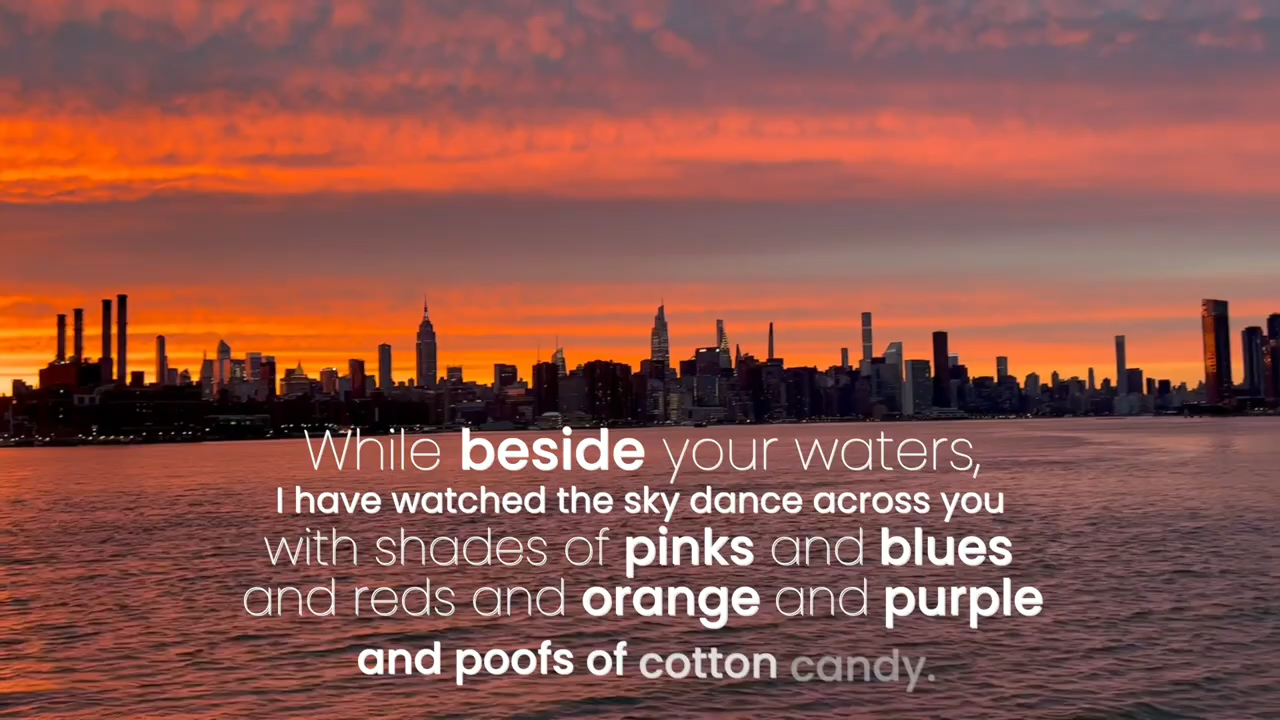 While beside your waters,
I have watched the sky dance across you
with shades of pinks and blues
and reds and orange and purple
and poofs of cotton candy.